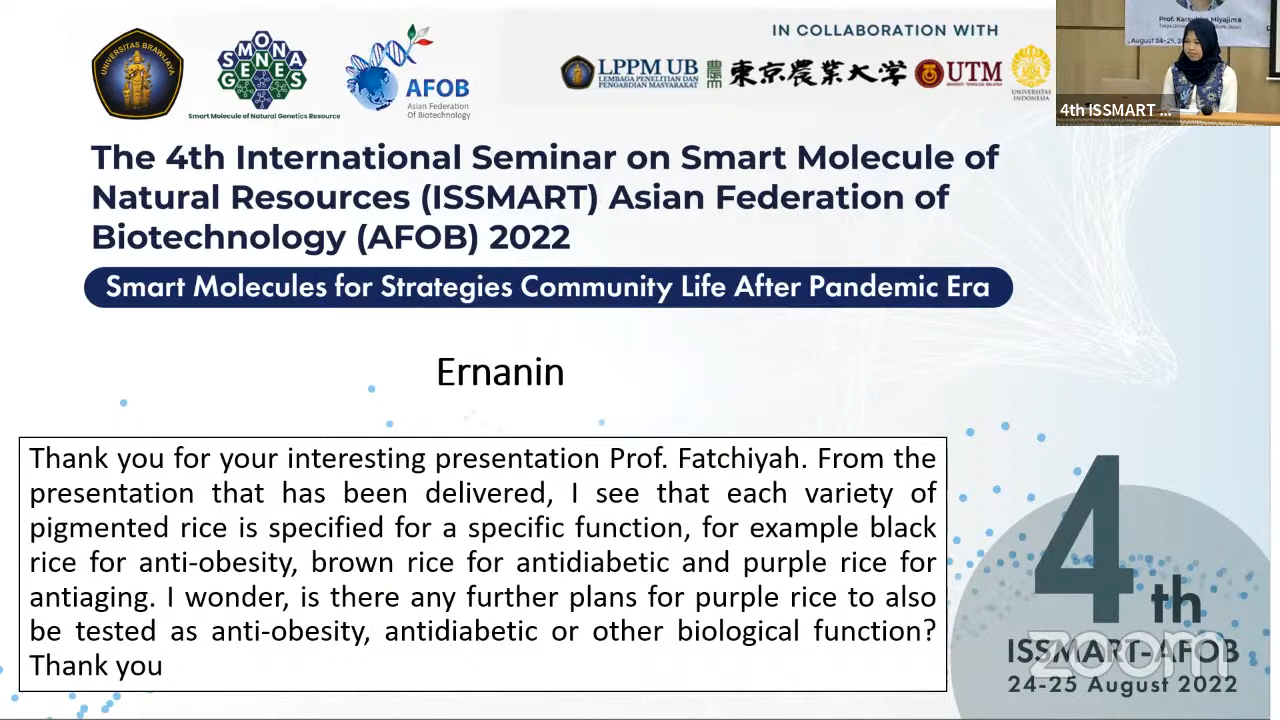 UNIVERSITAS BRAWIJAYA
SMONAGENES
Smart Molecule of Natural Genetics Resource
AFOB
Asian Federation
Of Biotechnology
IN COLLABORATION WITH
LPPM UB
LEMBAGA PENELITIAN DAN
PENGABDIAN MASYARAKAT
東京農業大学
UTM
UNIVERSITI TEKNOLOGI MALAYSIA
UNIVERSITAS
INDONESIA
Prof. Miyajima
August 24-25,
4th ISSMART ...
The 4th International Seminar on Smart Molecule of
Natural Resources (ISSMART) Asian Federation of
Biotechnology (AFOB) 2022
Smart Molecules for Strategies Community Life After Pandemic Era
Ernanin
Thank you for your interesting presentation Prof. Fatchiyah. From the
presentation that has been delivered, I see that each variety of
pigmented rice is specified for a specific function, for example black
rice for anti-obesity, brown rice for antidiabetic and purple rice for
antiaging. I wonder, is there any further plans for purple rice to also
be tested as anti-obesity, antidiabetic or other biological function?
Thank you
4th
ISSMART-AFOB
zoom
24-25 August 2022